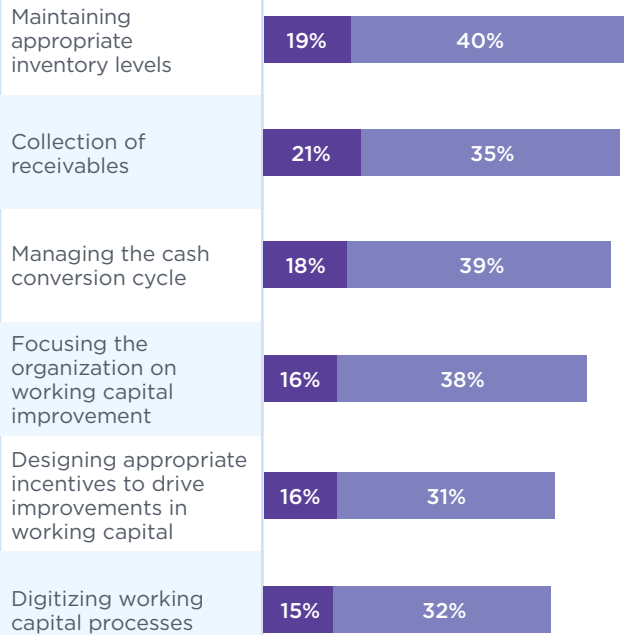 Maintaining
appropriate
inventory levels
19% 40%
Collection of
receivables
21% 35%
Managing the cash
conversion cycle
18% 39%
Focusing the
organization on
working capital
improvement
16% 38%
Designing appropriate
incentives to drive
improvements in
working capital
16% 31%
Digitizing working
capital processes
15% 32%